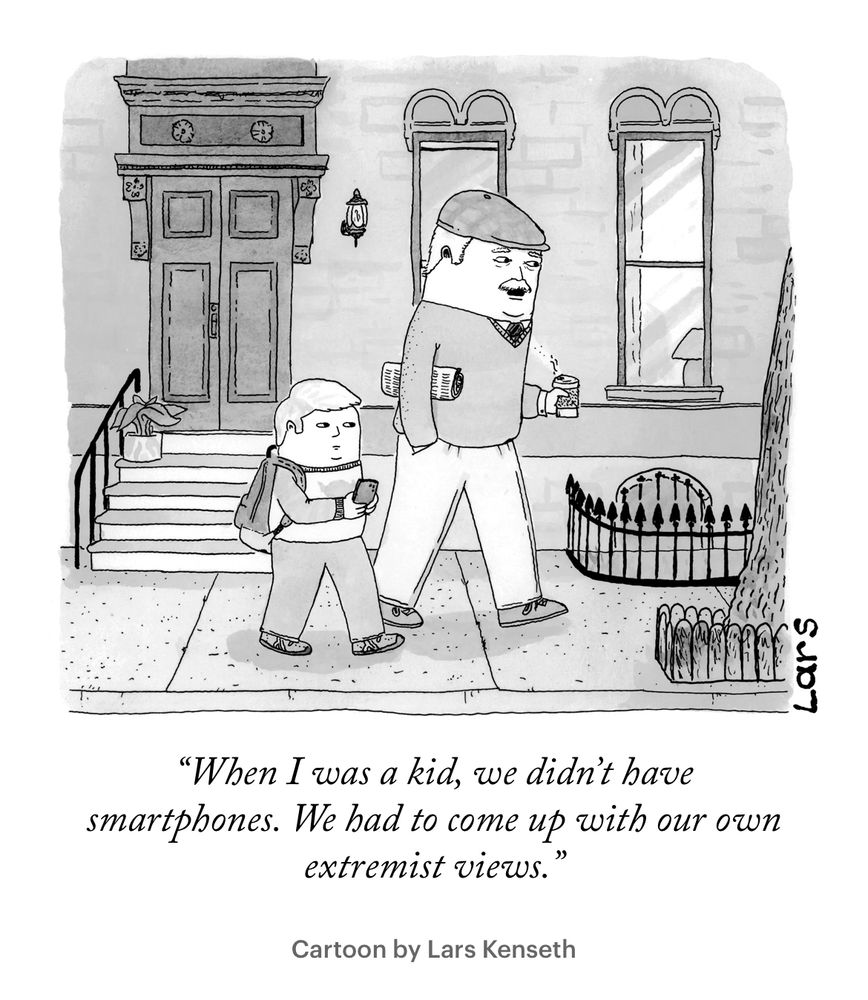 Lars
“When I was a kid, we didn’t have
smartphones. We had to come up with our own
extremist views.”
Cartoon by Lars Kenseth